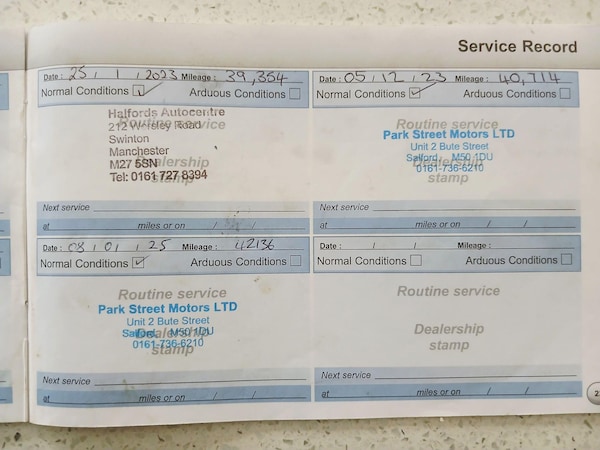 Service Record
Date: 25 / 1 / 2023 Mileage: 39,354
Normal Conditions Arduous Conditions
Routine service
Halfords Autocentre
212 Worsley Road
Swinton
Manchester
M27 5SN
Tel: 0161 727 8394
Dealership
stamp
Next service
at miles or on / /
Date: 05 / 12 / 23 Mileage: 40,714
Normal Conditions Arduous Conditions
Routine service
Park Street Motors LTD
Unit 2 Bute Street
Salford M50 1DU
0161-736-6210
Dealership
stamp
Next service
at miles or on / /
Date: 08 / 01 / 25 Mileage: 42136
Normal Conditions Arduous Conditions
Routine service
Park Street Motors LTD
Unit 2 Bute Street
Salford M50 1DU
0161-736-6210
Dealership
stamp
Next service
at miles or on / /
Date: / / Mileage:
Normal Conditions Arduous Conditions
Routine service
Dealership
stamp
Next service
at miles or on / /